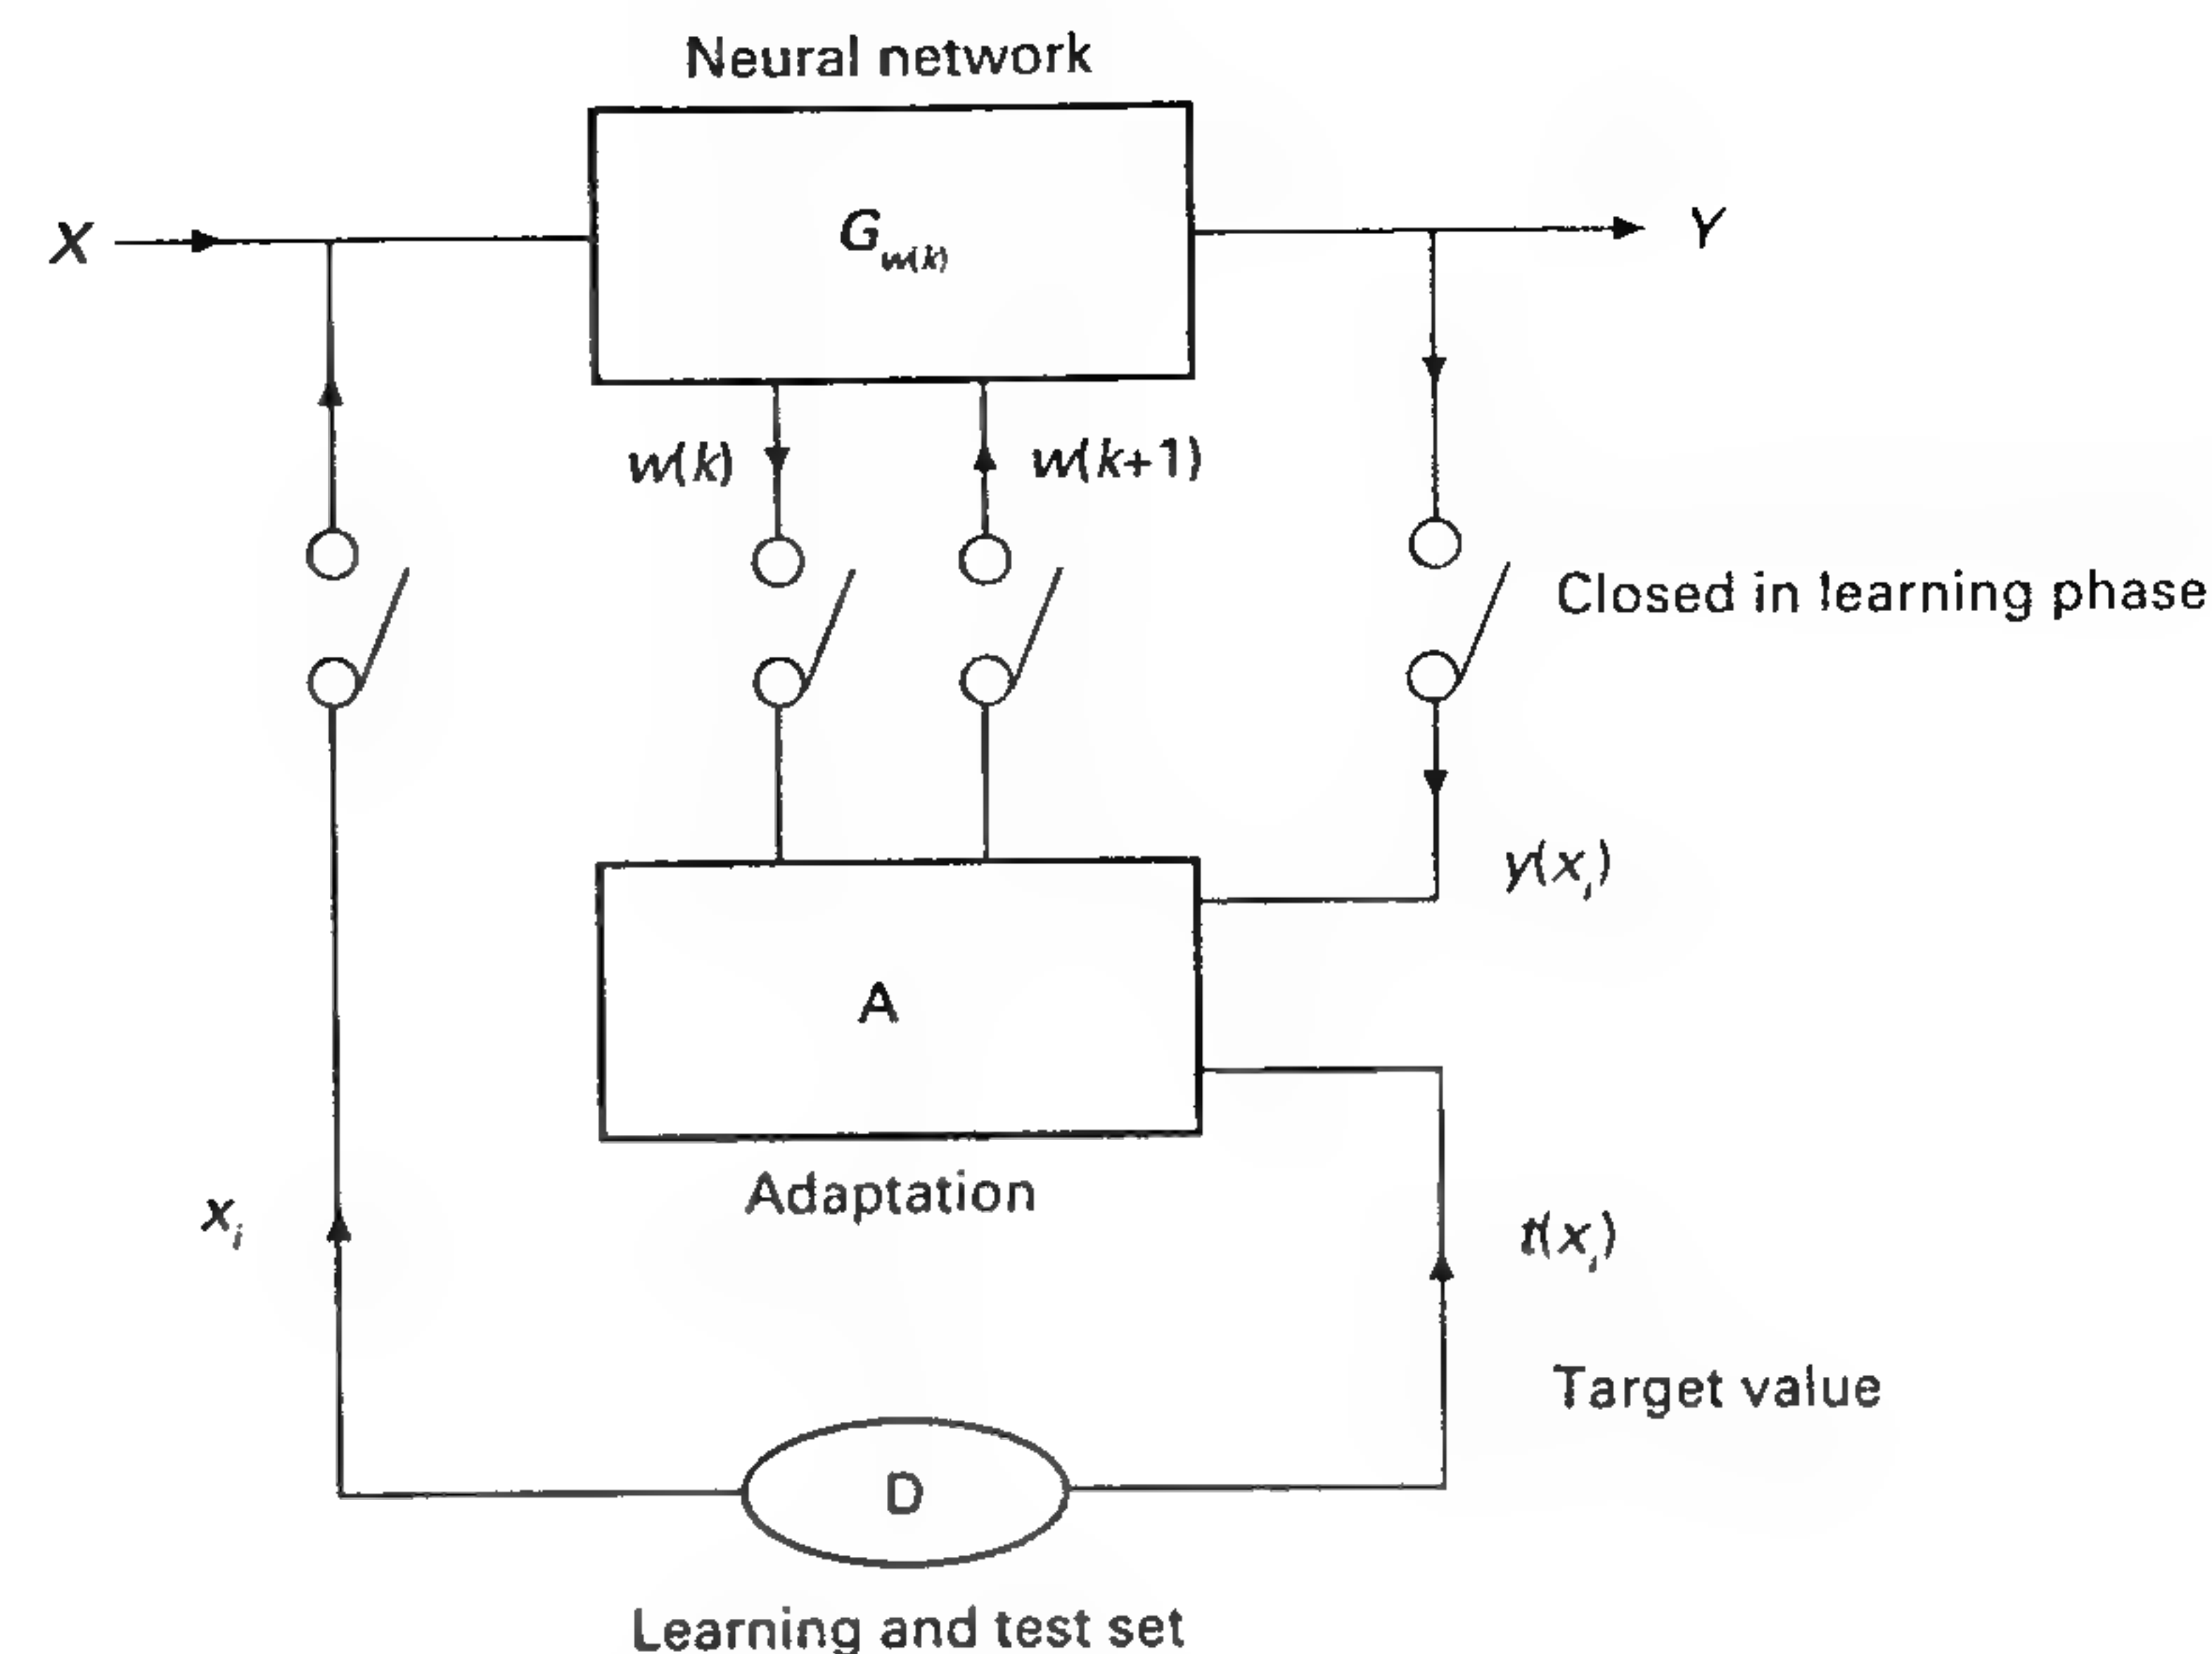 Neural network
X
G_w(k)
Y
w(k)
w(k+1)
Closed in learning phase
y(x_i)
A
Adaptation
x_i
t(x_i)
Target value
D
Learning and test set